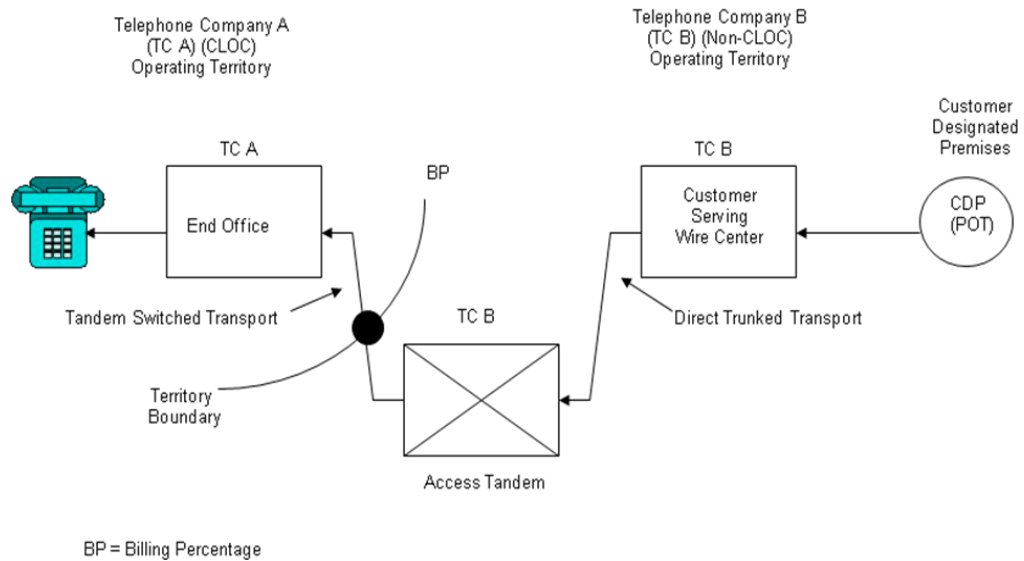 Telephone Company A
(TC A) (CLOC)
Operating Territory
Telephone Company B
(TC B) (Non-CLOC)
Operating Territory
Customer
Designated
Premises
TC A
BP
TC B
End Office
Customer
Serving
Wire Center
CDP
(POT)
Tandem Switched Transport
TC B
Direct Trunked Transport
Territory
Boundary
Access Tandem
BP = Billing Percentage